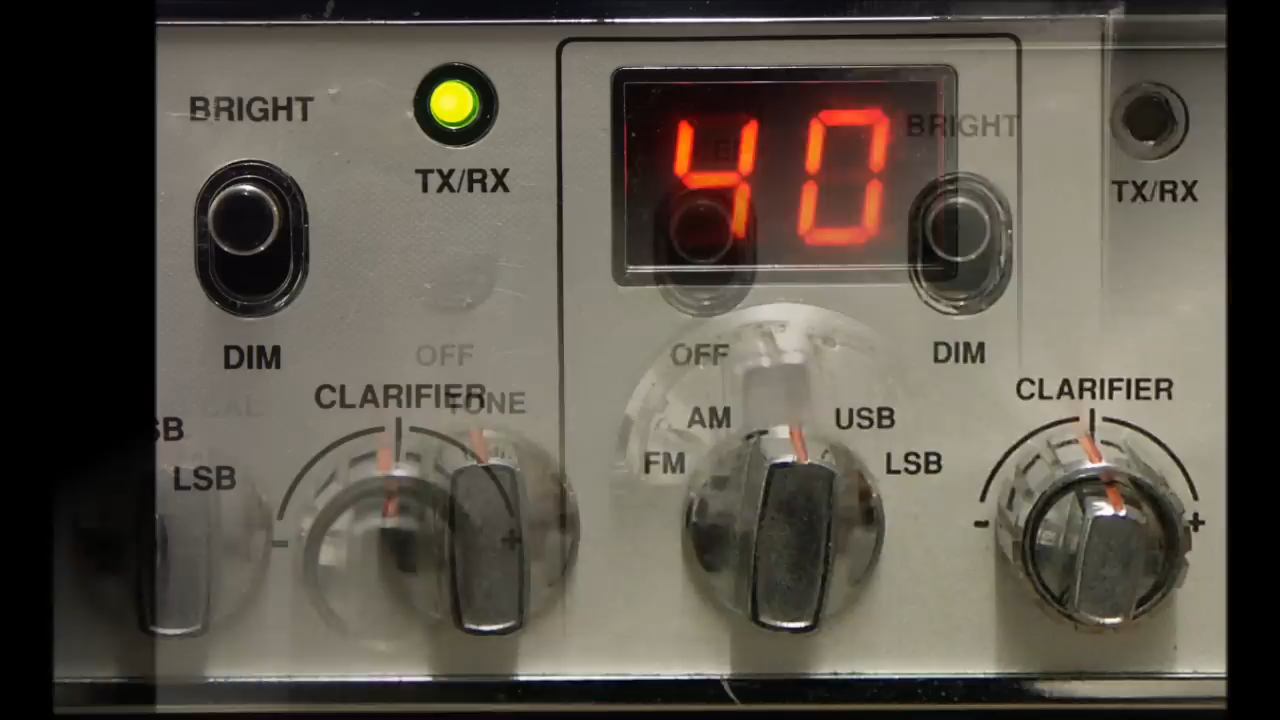 BRIGHT
TX/RX
40
BRIGHT
TX/RX
DIM
OFF
OFF
DIM
CLARIFIER
TONE
CLARIFIER
AM
USB
SB
FM
LSB
LSB
-
+
-
+